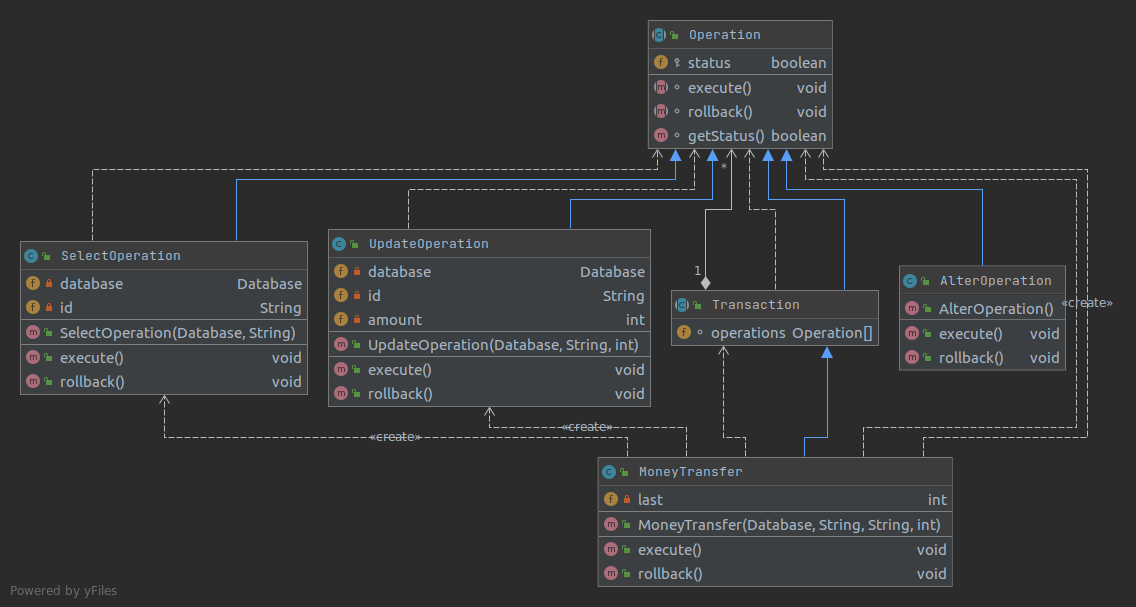 Operation
status boolean
execute() void
rollback() void
getStatus() boolean
*
SelectOperation
database Database
id String
SelectOperation(Database, String)
execute() void
rollback() void
UpdateOperation
database Database
id String
amount int
UpdateOperation(Database, String, int)
execute() void
rollback() void
1
Transaction
operations Operation[]
AlterOperation
AlterOperation()
execute() void
rollback() void
«create»
«create»
«create»
MoneyTransfer
last int
MoneyTransfer(Database, String, String, int)
execute() void
rollback() void
Powered by yFiles